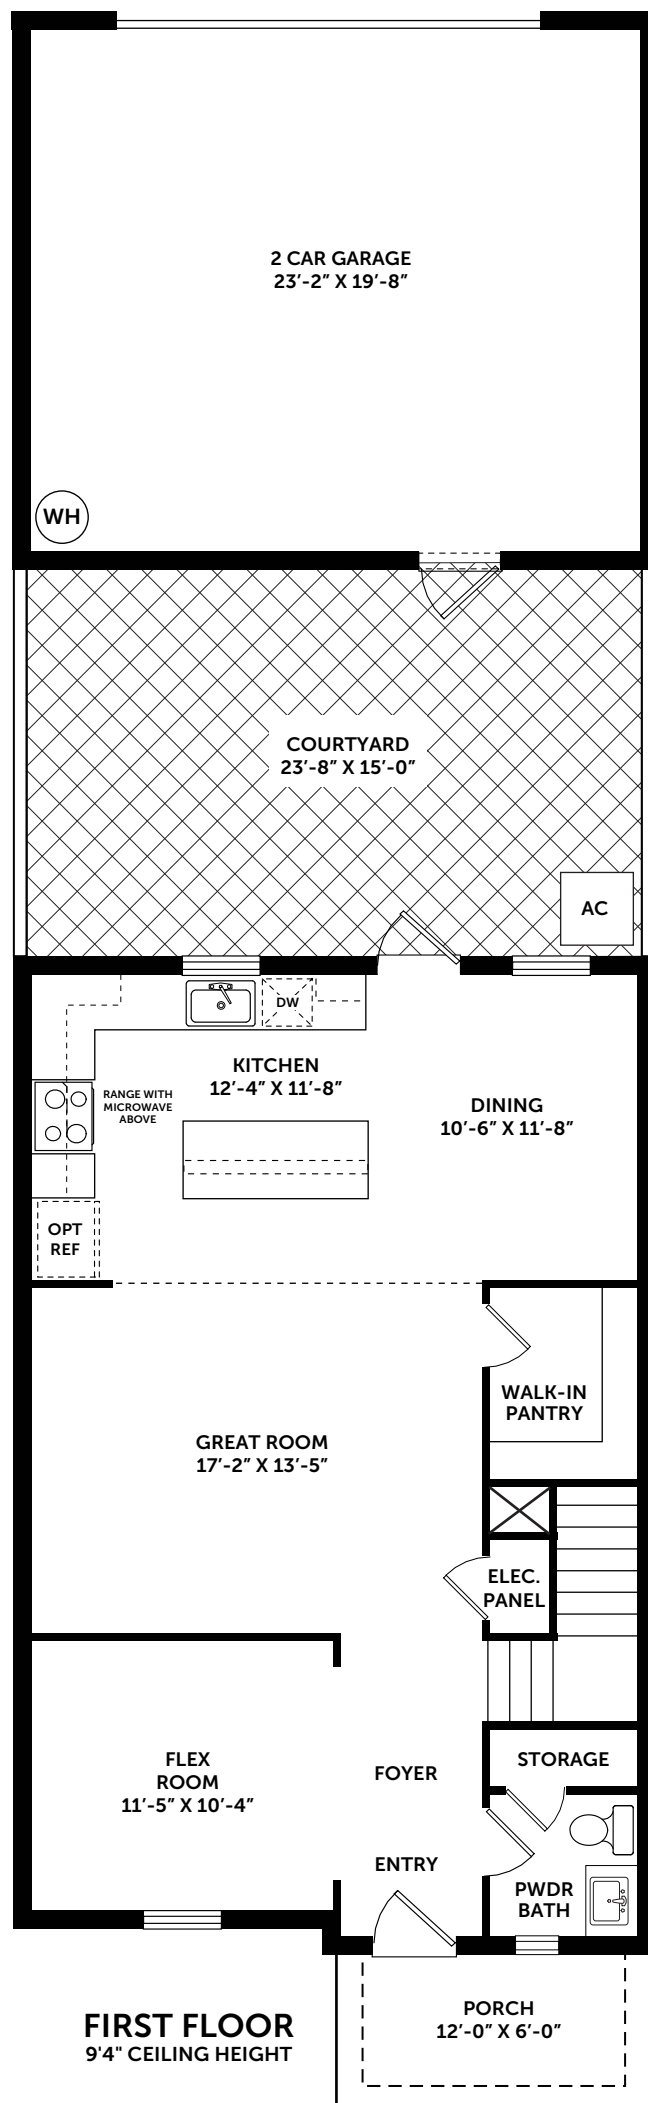 2 CAR GARAGE
23'-2" X 19'-8"
WH
COURTYARD
23'-8" X 15'-0"
AC
DW
KITCHEN
12'-4" X 11'-8"
RANGE WITH
MICROWAVE
ABOVE
DINING
10'-6" X 11'-8"
OPT
REF
WALK-IN
PANTRY
GREAT ROOM
17'-2" X 13'-5"
ELEC.
PANEL
FLEX
ROOM
11'-5" X 10'-4"
FOYER
STORAGE
ENTRY
PWDR
BATH
PORCH
12'-0" X 6'-0"
FIRST FLOOR
9'4" CEILING HEIGHT